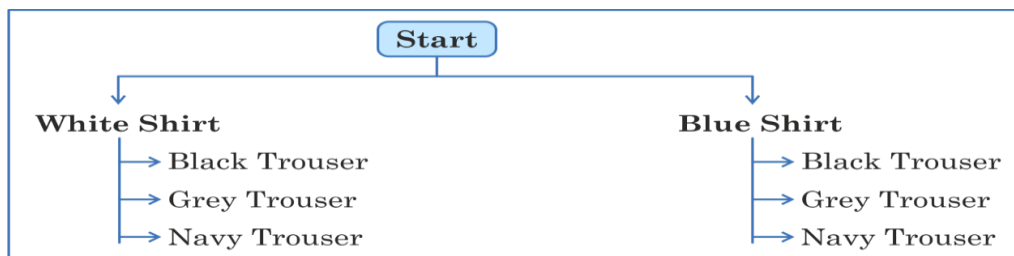 Start
White Shirt
Black Trouser
Grey Trouser
Navy Trouser
Blue Shirt
Black Trouser
Grey Trouser
Navy Trouser